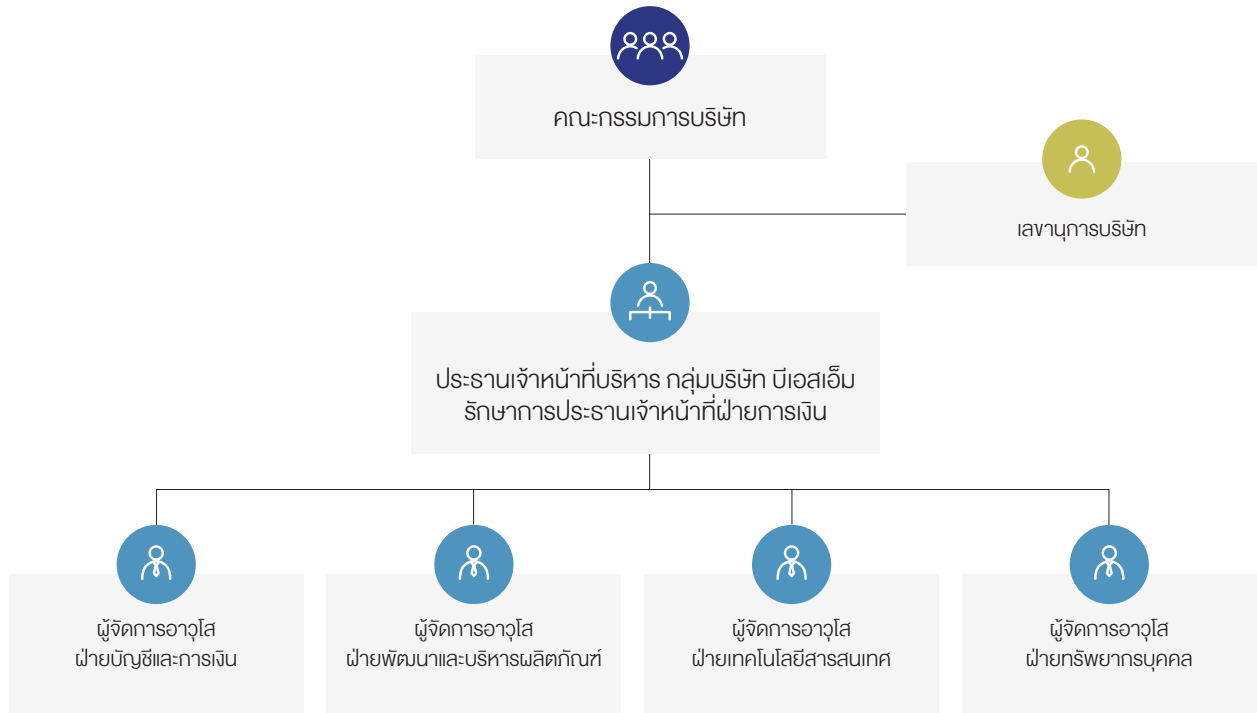 คณะกรรมการบริษัท
เลขานุการบริษัท
ประธานเจ้าหน้าที่บริหาร กลุ่มบริษัท บีเอสเอ็ม
รักษาการประธานเจ้าหน้าที่ฝ่ายการเงิน
ผู้จัดการอาวุโส
ฝ่ายบัญชีและการเงิน
ผู้จัดการอาวุโส
ฝ่ายพัฒนาและบริหารผลิตภัณฑ์
ผู้จัดการอาวุโส
ฝ่ายเทคโนโลยีสารสนเทศ
ผู้จัดการอาวุโส
ฝ่ายทรัพยากรบุคคล